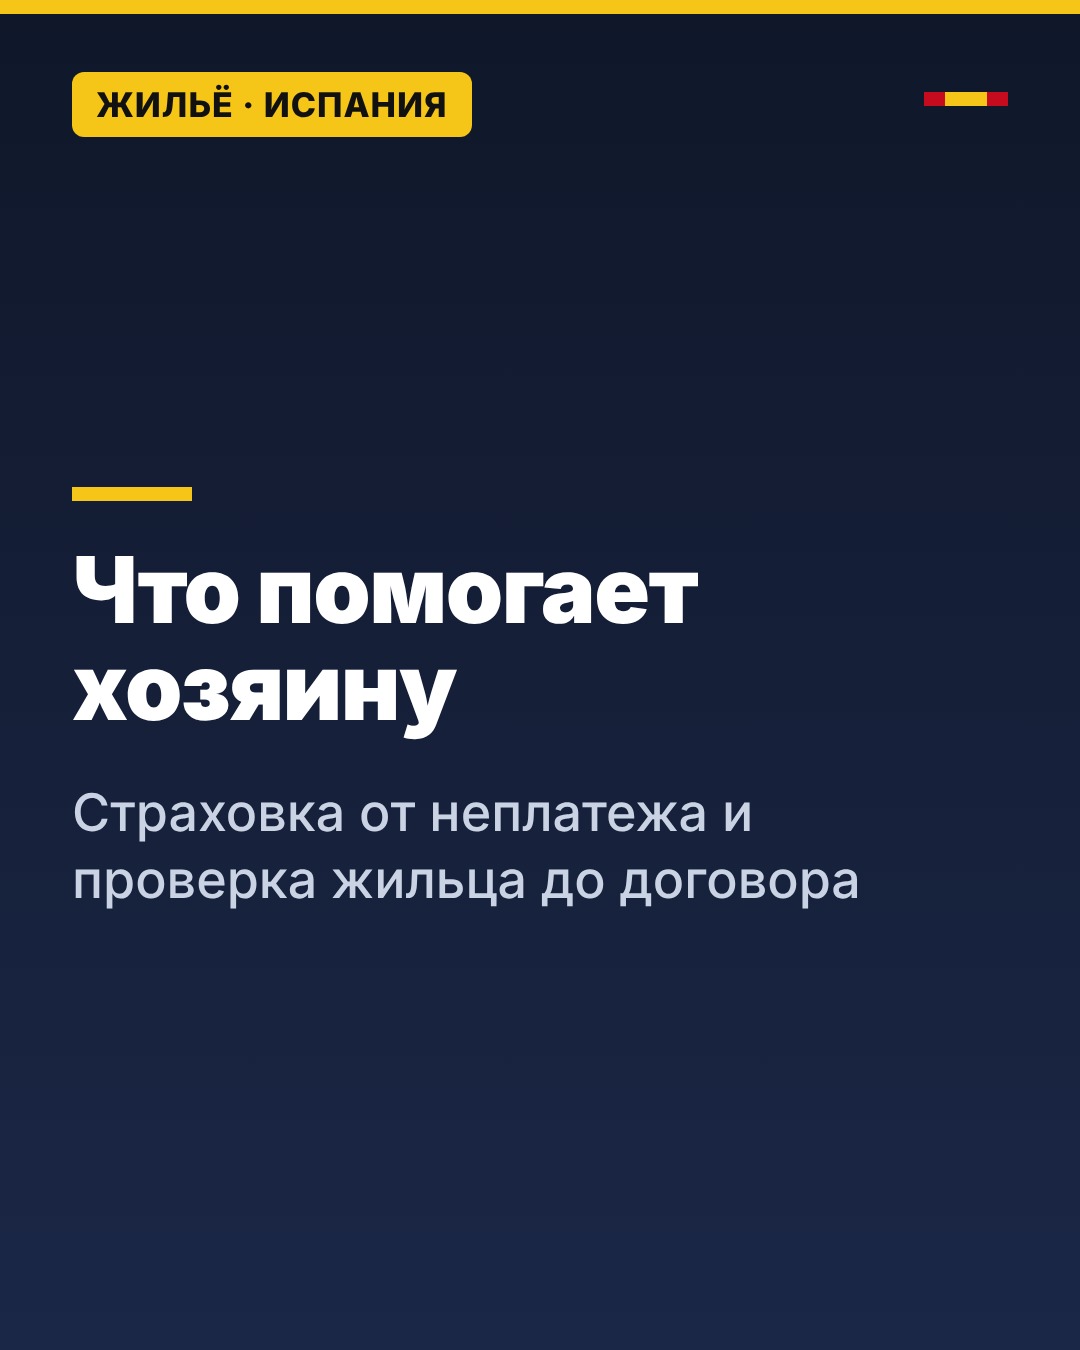 ЖИЛЬЁ · ИСПАНИЯ
Что помогает
хозяину
Страховка от неплатежа и
проверка жильца до договора